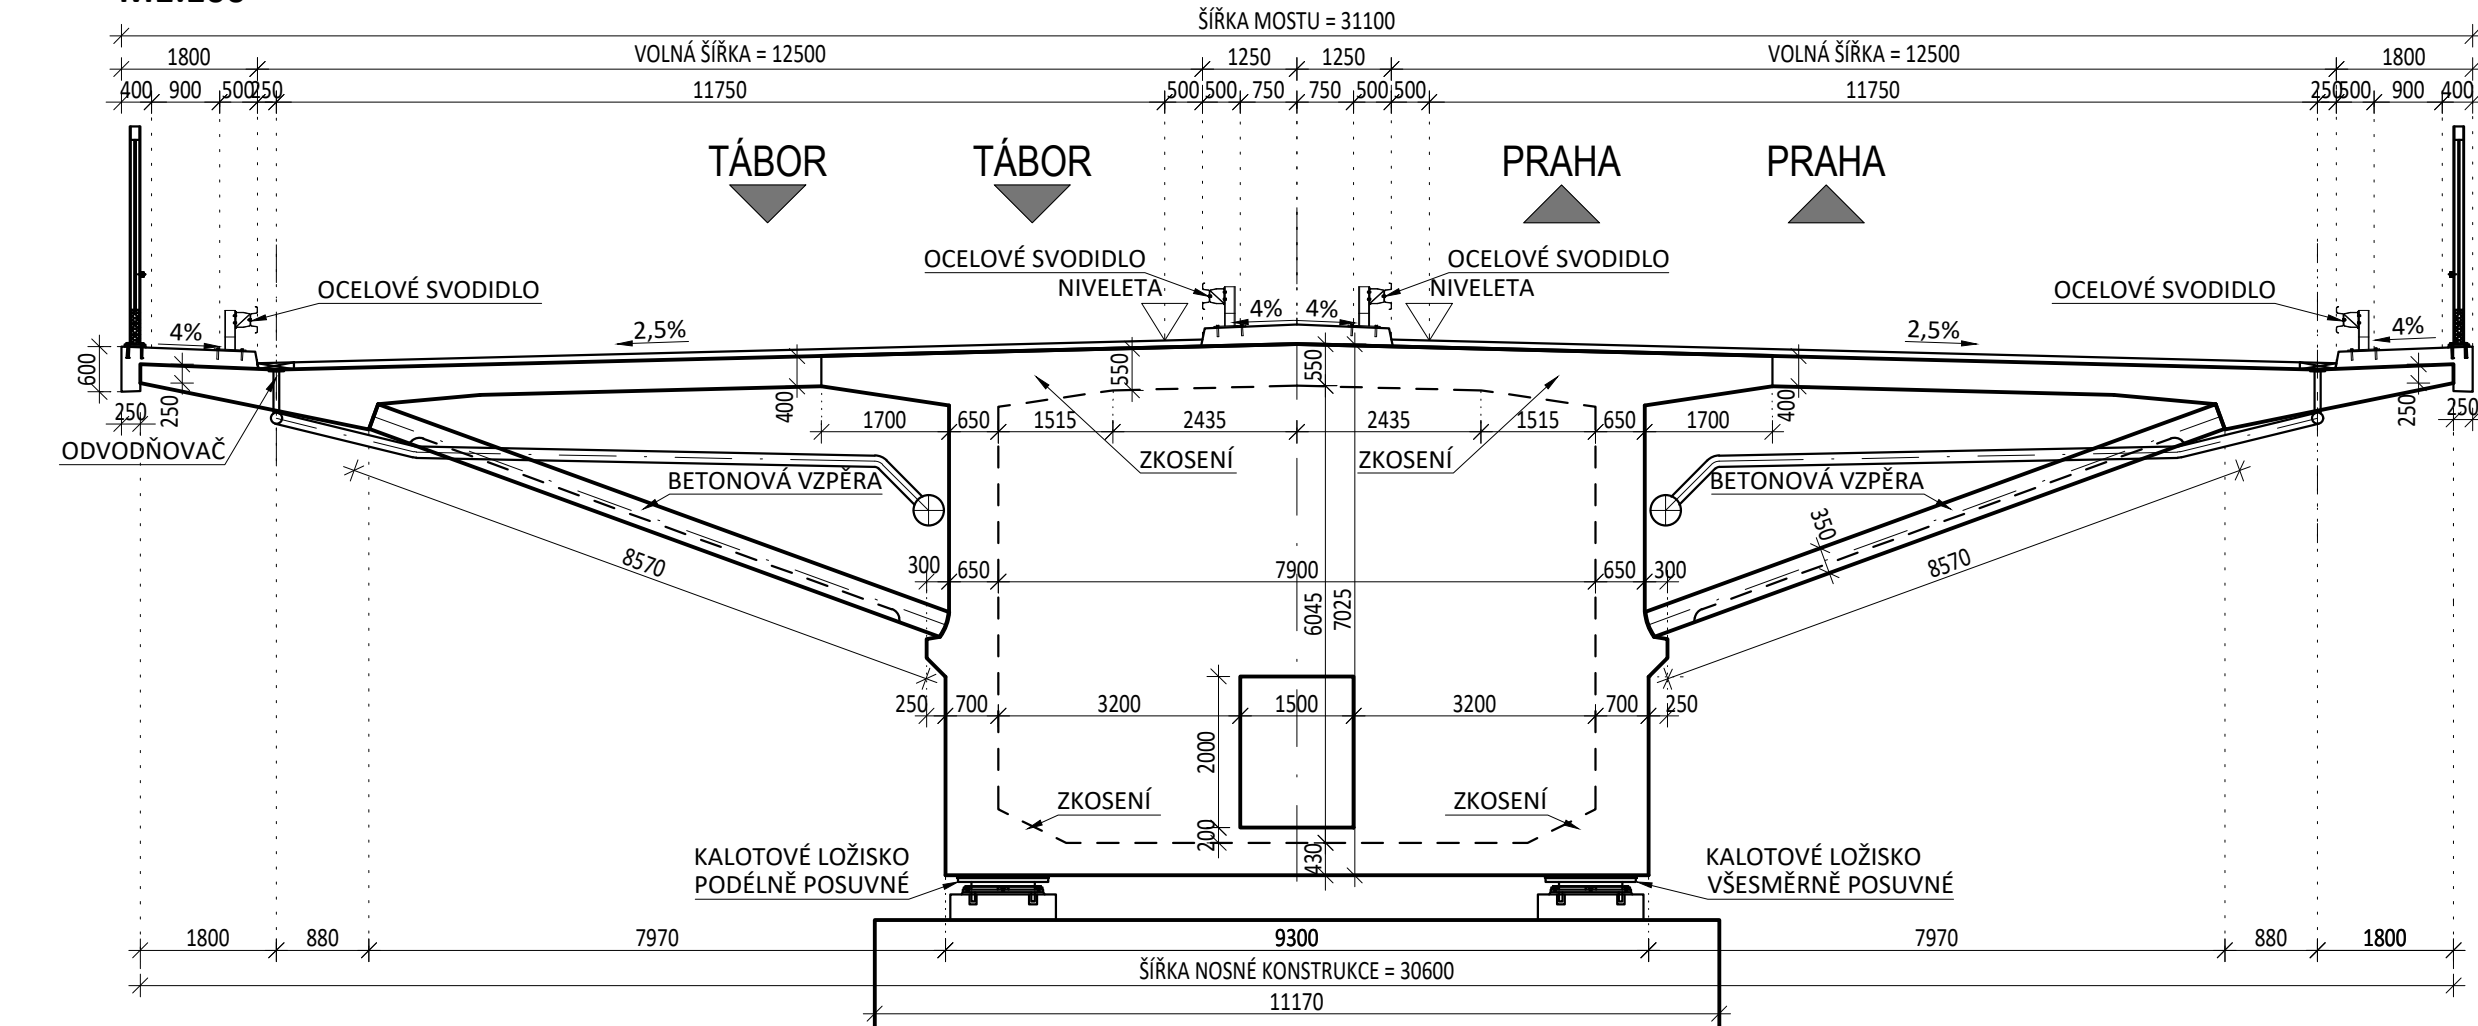 ŠÍŘKA MOSTU = 31100
1800 VOLNÁ ŠÍŘKA = 12500 1250 1250 VOLNÁ ŠÍŘKA = 12500 1800
400 900 500 250 11750 500 500 750 750 500 500 11750 250 500 900 400
TÁBOR TÁBOR PRAHA PRAHA
OCELOVÉ SVODIDLO OCELOVÉ SVODIDLO
NIVELETA NIVELETA
OCELOVÉ SVODIDLO OCELOVÉ SVODIDLO
4% 4%
4% 2,5% 2,5% 4%
600 550 550
250 250 400 400 250 250
1700 650 1515 2435 2435 1515 650 1700
ODVODŇOVAČ ZKOSENÍ ZKOSENÍ
BETONOVÁ VZPĚRA BETONOVÁ VZPĚRA
350
8570 8570
300 650 7900 650 300
6045 7025
250 700 3200 1500 3200 700 250
2000
ZKOSENÍ ZKOSENÍ
200
430
KALOTOVÉ LOŽISKO
PODÉLNĚ POSUVNÉ
KALOTOVÉ LOŽISKO
VŠESMĚRNĚ POSUVNÉ
1800 880 7970 9300 7970 880 1800
ŠÍŘKA NOSNÉ KONSTRUKCE = 30600
11170